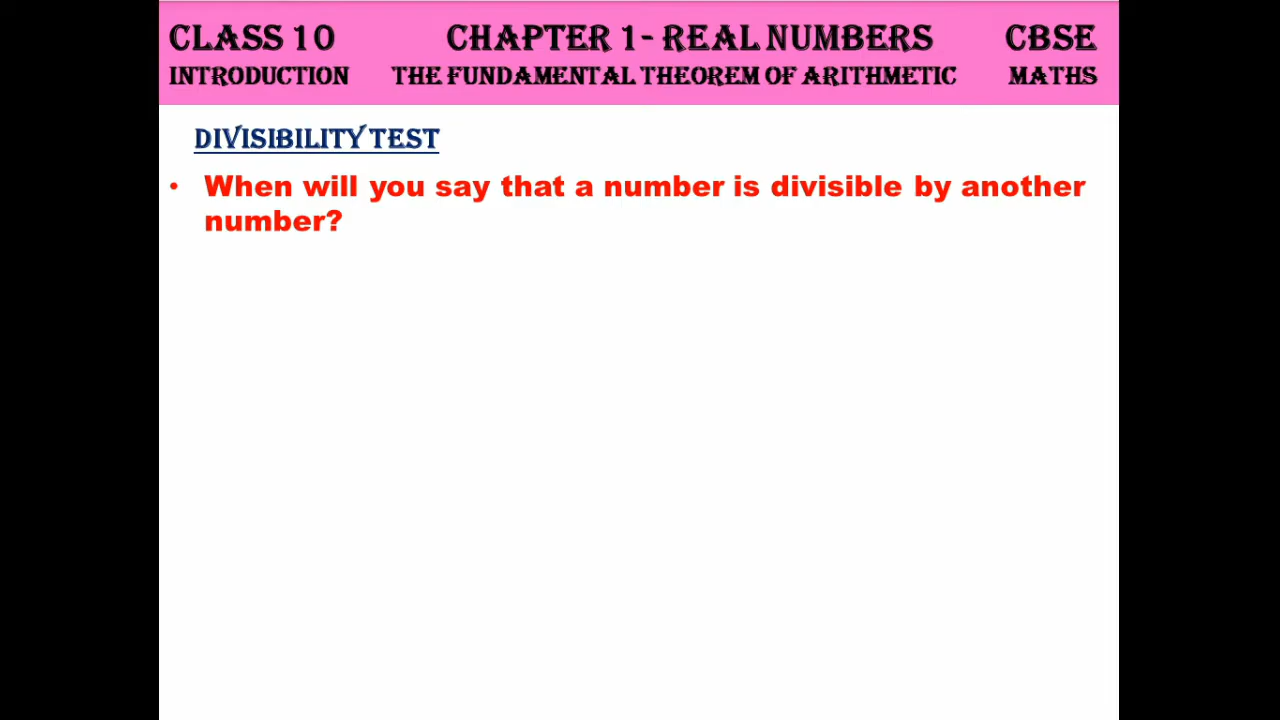 CLASS 10 CHAPTER 1- REAL NUMBERS CBSE
INTRODUCTION THE FUNDAMENTAL THEOREM OF ARITHMETIC MATHS
DIVISIBILITY TEST
• When will you say that a number is divisible by another
number?